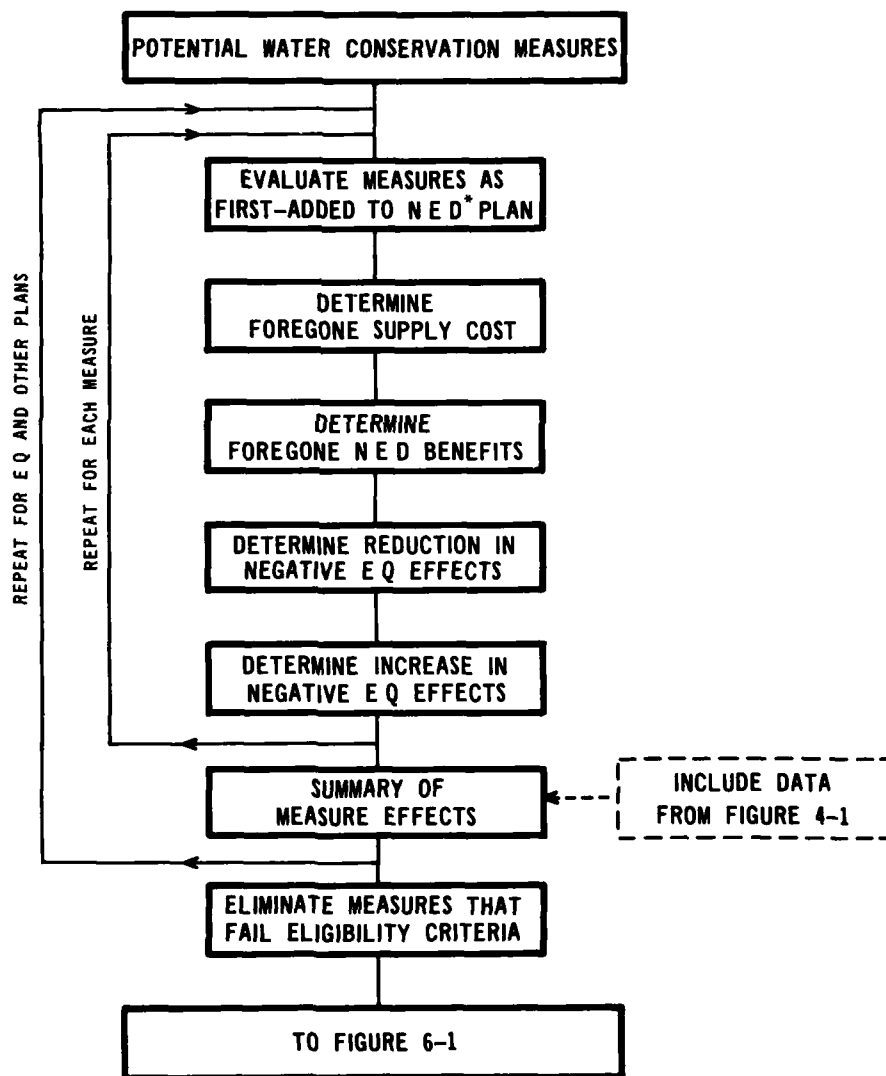 POTENTIAL WATER CONSERVATION MEASURES
EVALUATE MEASURES AS
FIRST-ADDED TO N E D* PLAN
DETERMINE
FOREGONE SUPPLY COST
DETERMINE
FOREGONE N E D BENEFITS
DETERMINE REDUCTION IN
NEGATIVE E Q EFFECTS
DETERMINE INCREASE IN
NEGATIVE E Q EFFECTS
SUMMARY OF
MEASURE EFFECTS
INCLUDE DATA
FROM FIGURE 4-1
ELIMINATE MEASURES THAT
FAIL ELIGIBILITY CRITERIA
TO FIGURE 6-1
REPEAT FOR E Q AND OTHER PLANS
REPEAT FOR EACH MEASURE